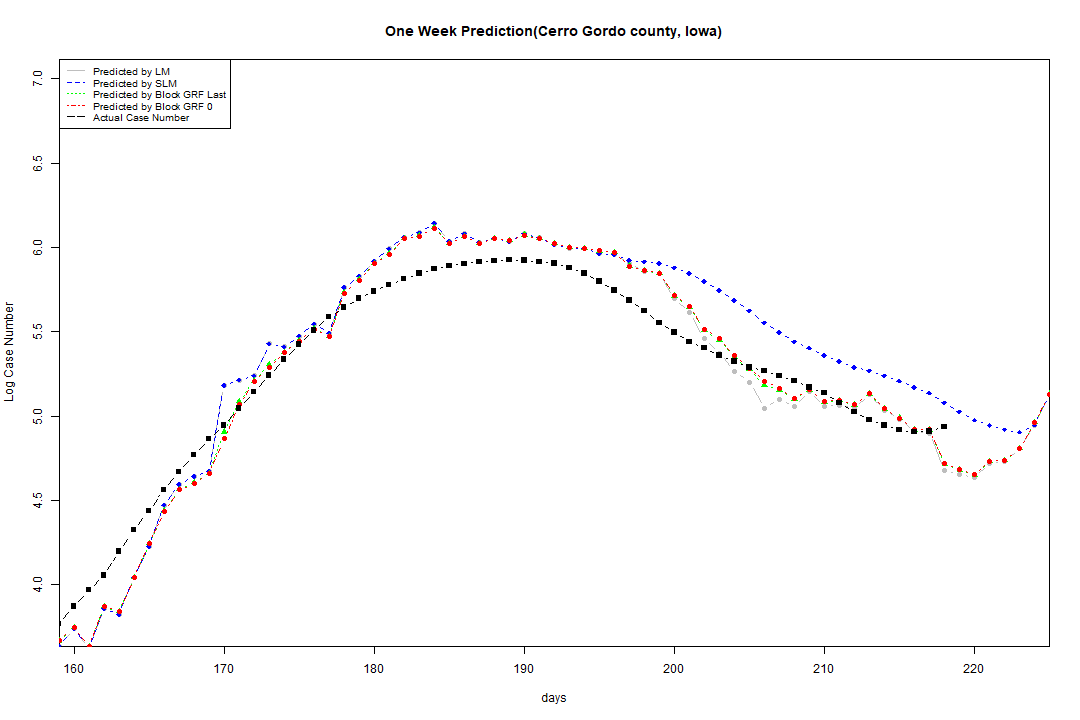 One Week Prediction(Cerro Gordo county, Iowa)
Predicted by LM
Predicted by SLM
Predicted by Block GRF Last
Predicted by Block GRF 0
Actual Case Number
7.0
6.5
6.0
5.5
5.0
4.5
4.0
Log Case Number
160 170 180 190 200 210 220
days